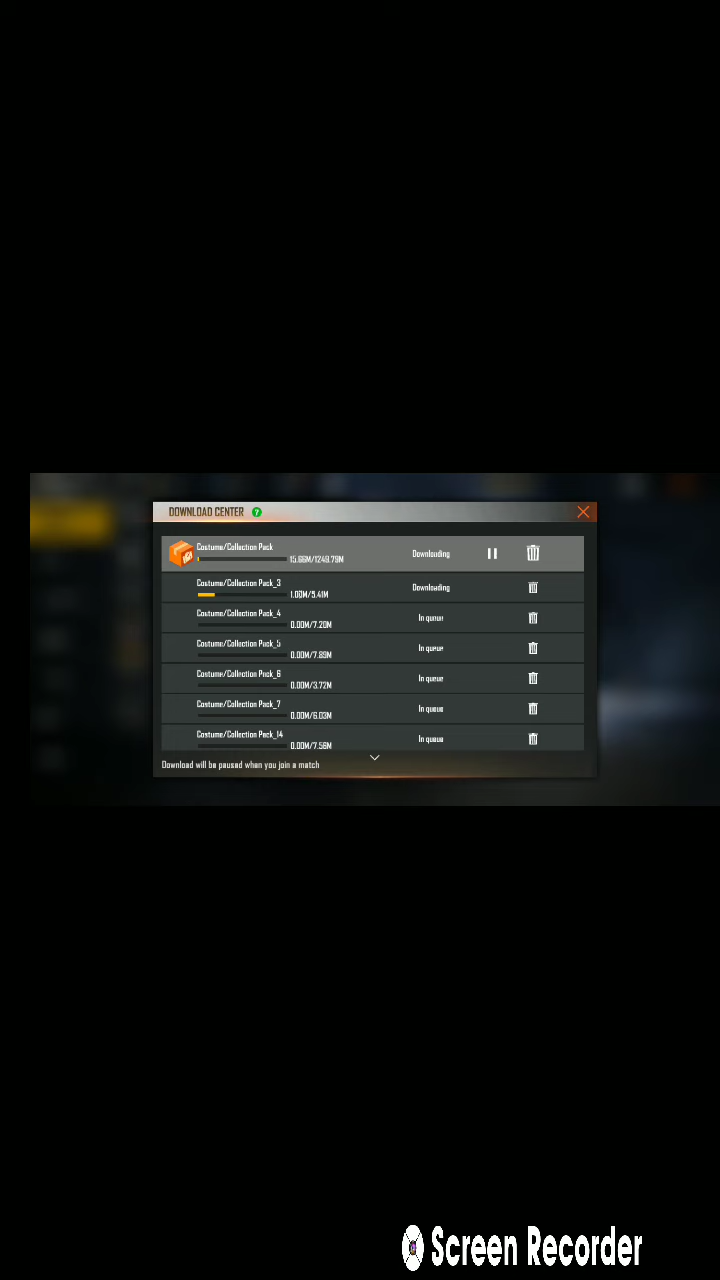 DOWNLOAD CENTER ?
Costume/Collection Pack
15.66M/1249.79M
Downloading
Costume/Collection Pack_3
1.00M/5.41M
Downloading
Costume/Collection Pack_4
0.00M/7.20M
In queue
Costume/Collection Pack_5
0.00M/7.89M
In queue
Costume/Collection Pack_6
0.00M/3.72M
In queue
Costume/Collection Pack_7
0.00M/6.03M
In queue
Costume/Collection Pack_14
0.00M/7.56M
In queue
Download will be paused when you join a match
Screen Recorder